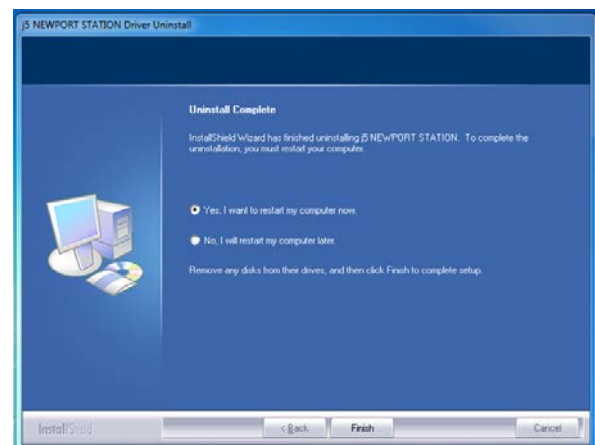 j5 NEWPORT STATION Driver Uninstall
Uninstall Complete
InstallShield Wizard has finished uninstalling j5 NEWPORT STATION. To complete the
uninstallation, you must restart your computer.
Yes, I want to restart my computer now.
No, I will restart my computer later.
Remove any disks from their drives, and then click Finish to complete setup.
InstallShield
< Back
Finish
Cancel